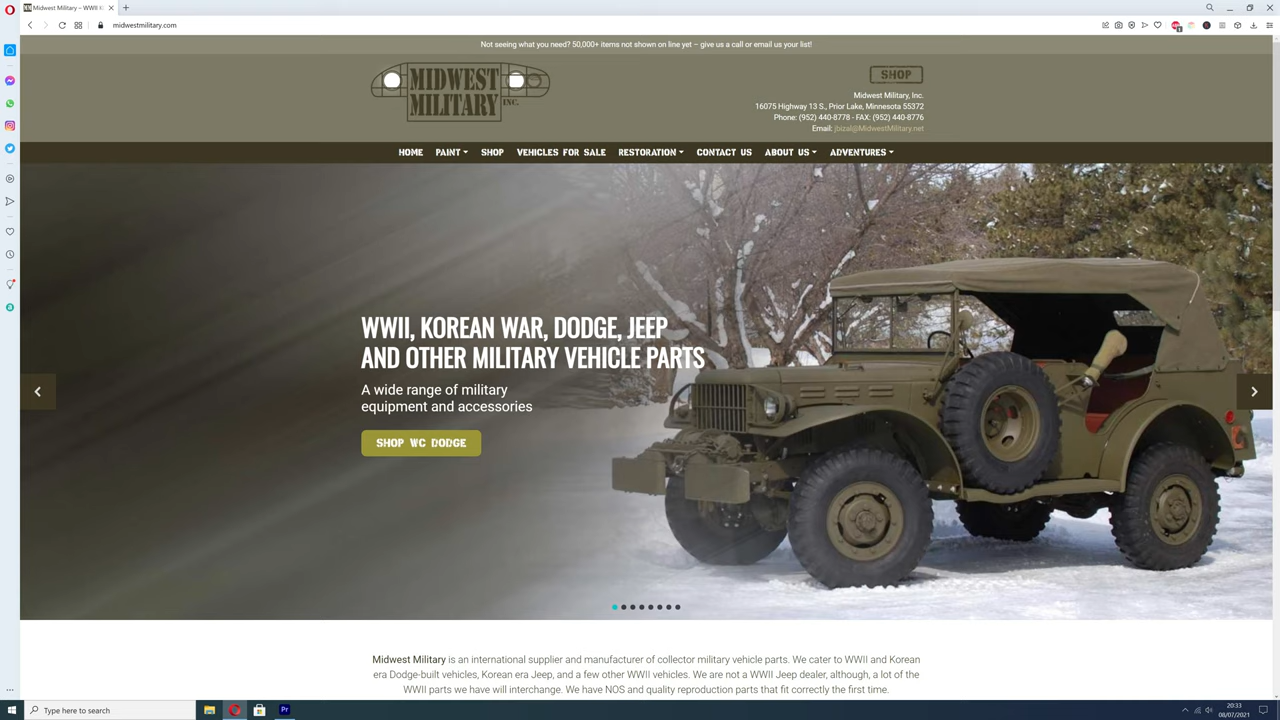 Midwest Military – WWII K
midwestmilitary.com
Not seeing what you need? 50,000+ items not shown on line yet – give us a call or email us your list!
MIDWEST
MILITARY INC.
SHOP
Midwest Military, Inc.
16075 Highway 13 S., Prior Lake, Minnesota 55372
Phone: (952) 440-8778 - FAX: (952) 440-8776
Email: jbizal@MidwestMilitary.net
HOME PAINT SHOP VEHICLES FOR SALE RESTORATION CONTACT US ABOUT US ADVENTURES
WWII, KOREAN WAR, DODGE, JEEP
AND OTHER MILITARY VEHICLE PARTS
A wide range of military
equipment and accessories
SHOP WC DODGE
Midwest Military is an international supplier and manufacturer of collector military vehicle parts. We cater to WWII and Korean
era Dodge-built vehicles, Korean era Jeep, and a few other WWII vehicles. We are not a WWII Jeep dealer, although, a lot of the
WWII parts we have will interchange. We have NOS and quality reproduction parts that fit correctly the first time.
Type here to search
Pr
20:33
08/07/2021